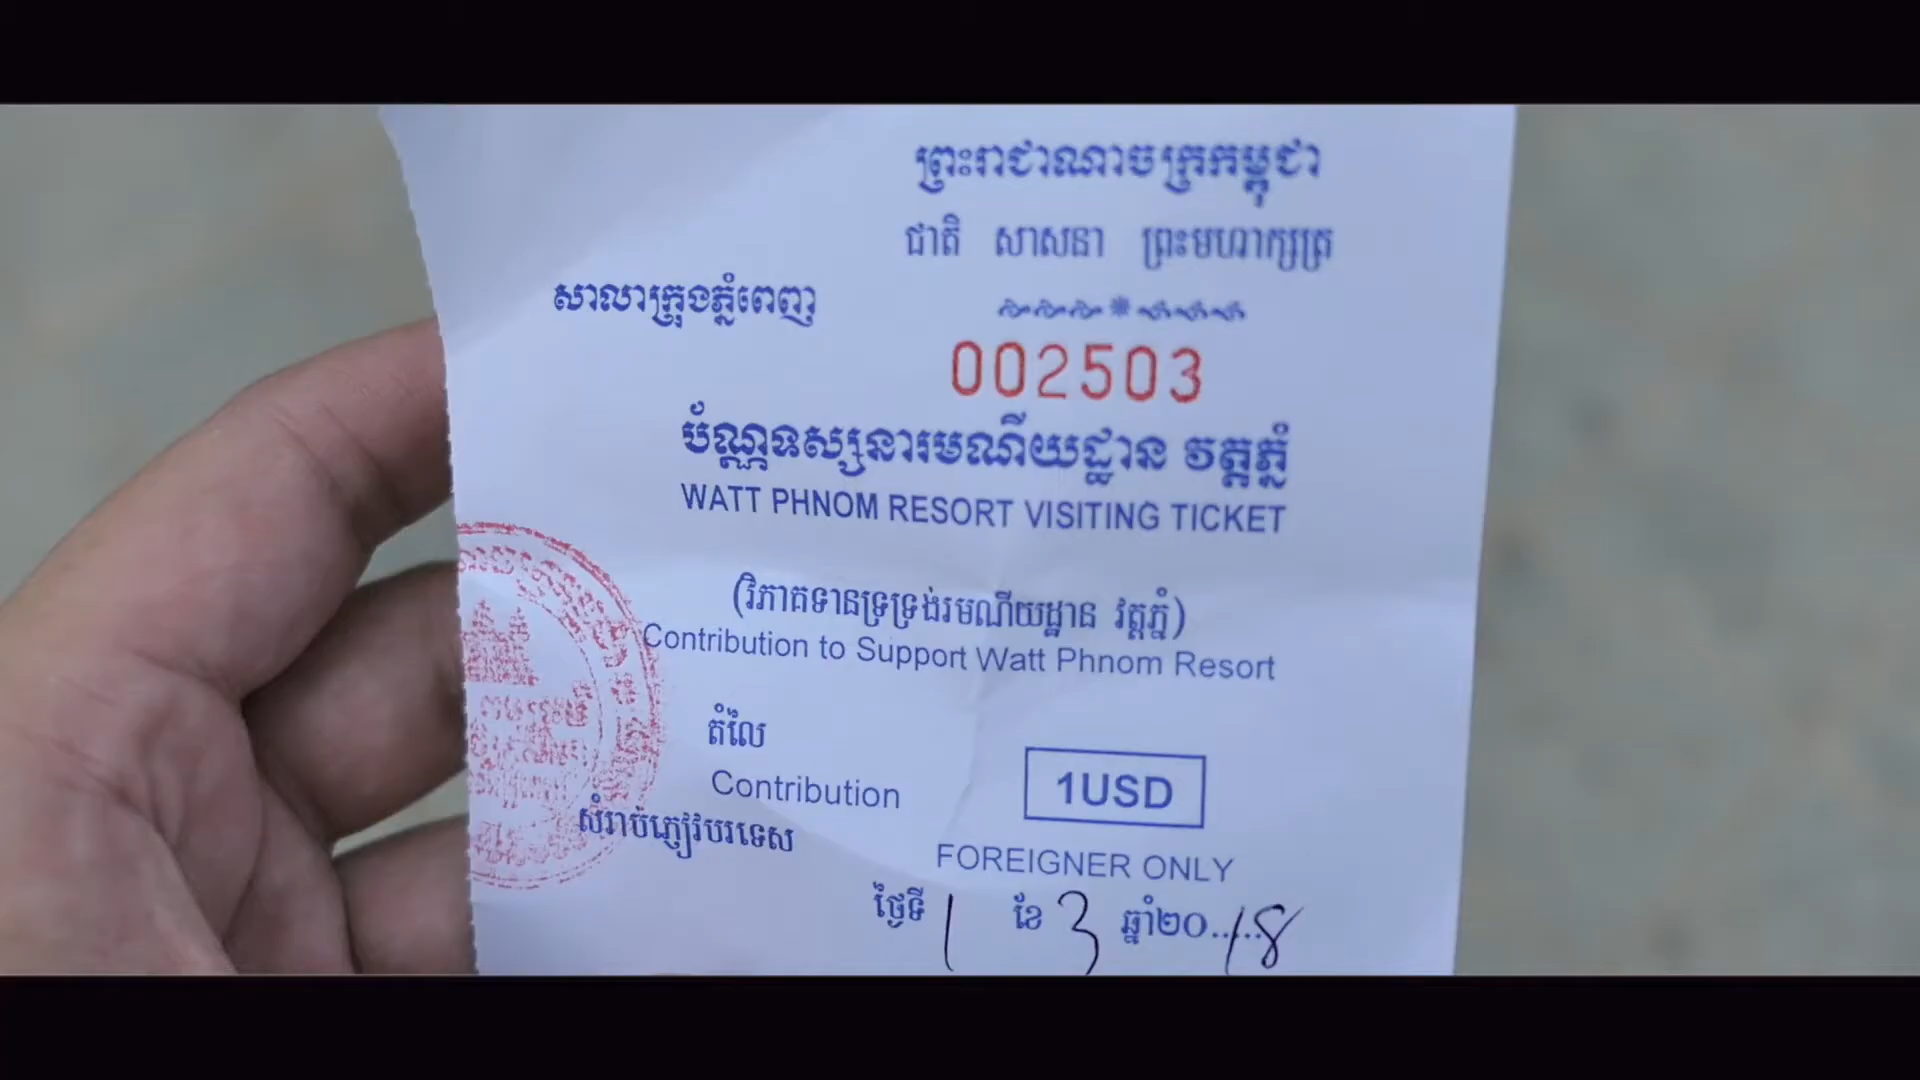 ព្រះរាជាណាចក្រកម្ពុជា
ជាតិ សាសនា ព្រះមហាក្សត្រ
សាលាក្រុងភ្នំពេញ
002503
ប័ណ្ណទស្សនារមណីយដ្ឋាន វត្តភ្នំ
WATT PHNOM RESORT VISITING TICKET
(វិភាគទានទ្រទ្រង់រមណីយដ្ឋាន វត្តភ្នំ)
Contribution to Support Watt Phnom Resort
តំលៃ
Contribution 1USD
សំរាប់ភ្ញៀវបរទេស
FOREIGNER ONLY
ថ្ងៃទី 1 ខែ 3 ឆ្នាំ២០.....18